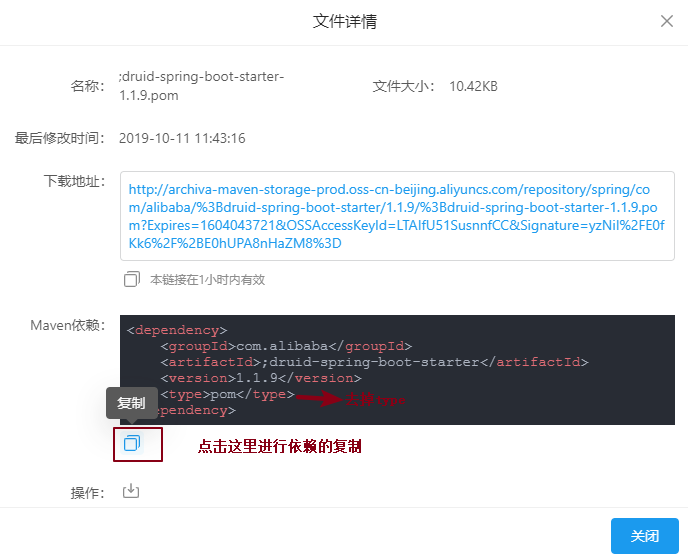 文件详情
名称： ;druid-spring-boot-starter-
1.1.9.pom
文件大小： 10.42KB
最后修改时间： 2019-10-11 11:43:16
下载地址：
http://archiva-maven-storage-prod.oss-cn-beijing.aliyuncs.com/repository/spring/co
m/alibaba/%3Bdruid-spring-boot-starter/1.1.9/%3Bdruid-spring-boot-starter-1.1.9.po
m?Expires=1604043721&OSSAccessKeyId=LTAIfU51SusnnfCC&Signature=yzNiI%2FE0f
Kk6%2F%2BE0hUPA8nHaZM8%3D
本链接在1小时内有效
Maven依赖：
<dependency>
<groupId>com.alibaba</groupId>
<artifactId>;druid-spring-boot-starter</artifactId>
<version>1.1.9</version>
<type>pom</type> 去掉type
ependency>
复制
点击这里进行依赖的复制
操作：
关闭